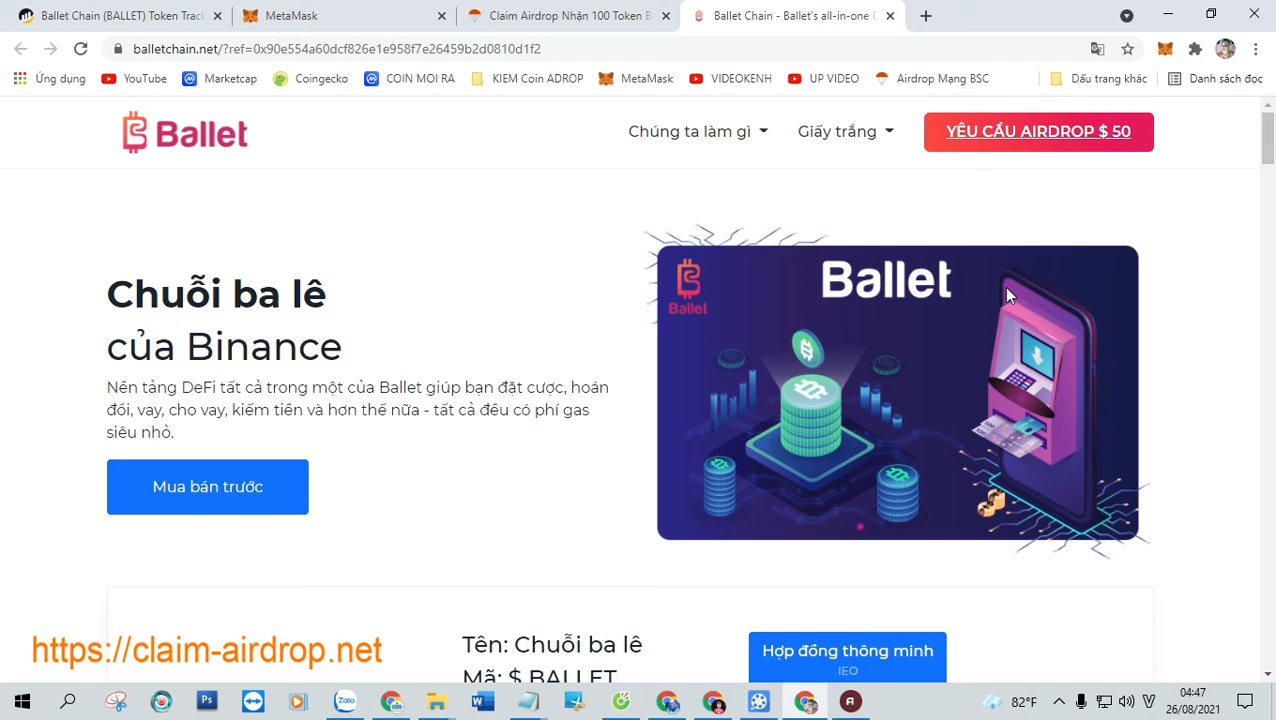 Ballet Chain (BALLET) Token Track
MetaMask
Claim Airdrop Nhận 100 Token B
Ballet Chain - Ballet's all-in-one D
balletchain.net/?ref=0x90e554a60dcf826e1e958f7e26459b2d0810d1f2
Ứng dụng
YouTube
Marketcap
Coingecko
COIN MOI RA
KIEM Coin ADROP
MetaMask
VIDEOKENH
UP VIDEO
Airdrop Mạng BSC
Dấu trang khác
Danh sách đọc
Ballet
Chúng ta làm gì
Giấy trắng
YÊU CẦU AIRDROP $ 50
Chuỗi ba lê
của Binance
Nền tảng DeFi tất cả trong một của Ballet giúp bạn đặt cược, hoán
đổi, vay, cho vay, kiếm tiền và hơn thế nữa - tất cả đều có phí gas
siêu nhỏ.
Mua bán trước
Ballet
Ballet
https://claim-airdrop.net
Tên: Chuỗi ba lê
Mã: $ BALLET
Hợp đồng thông minh
IEO
Zalo
82°F
04:47
26/08/2021